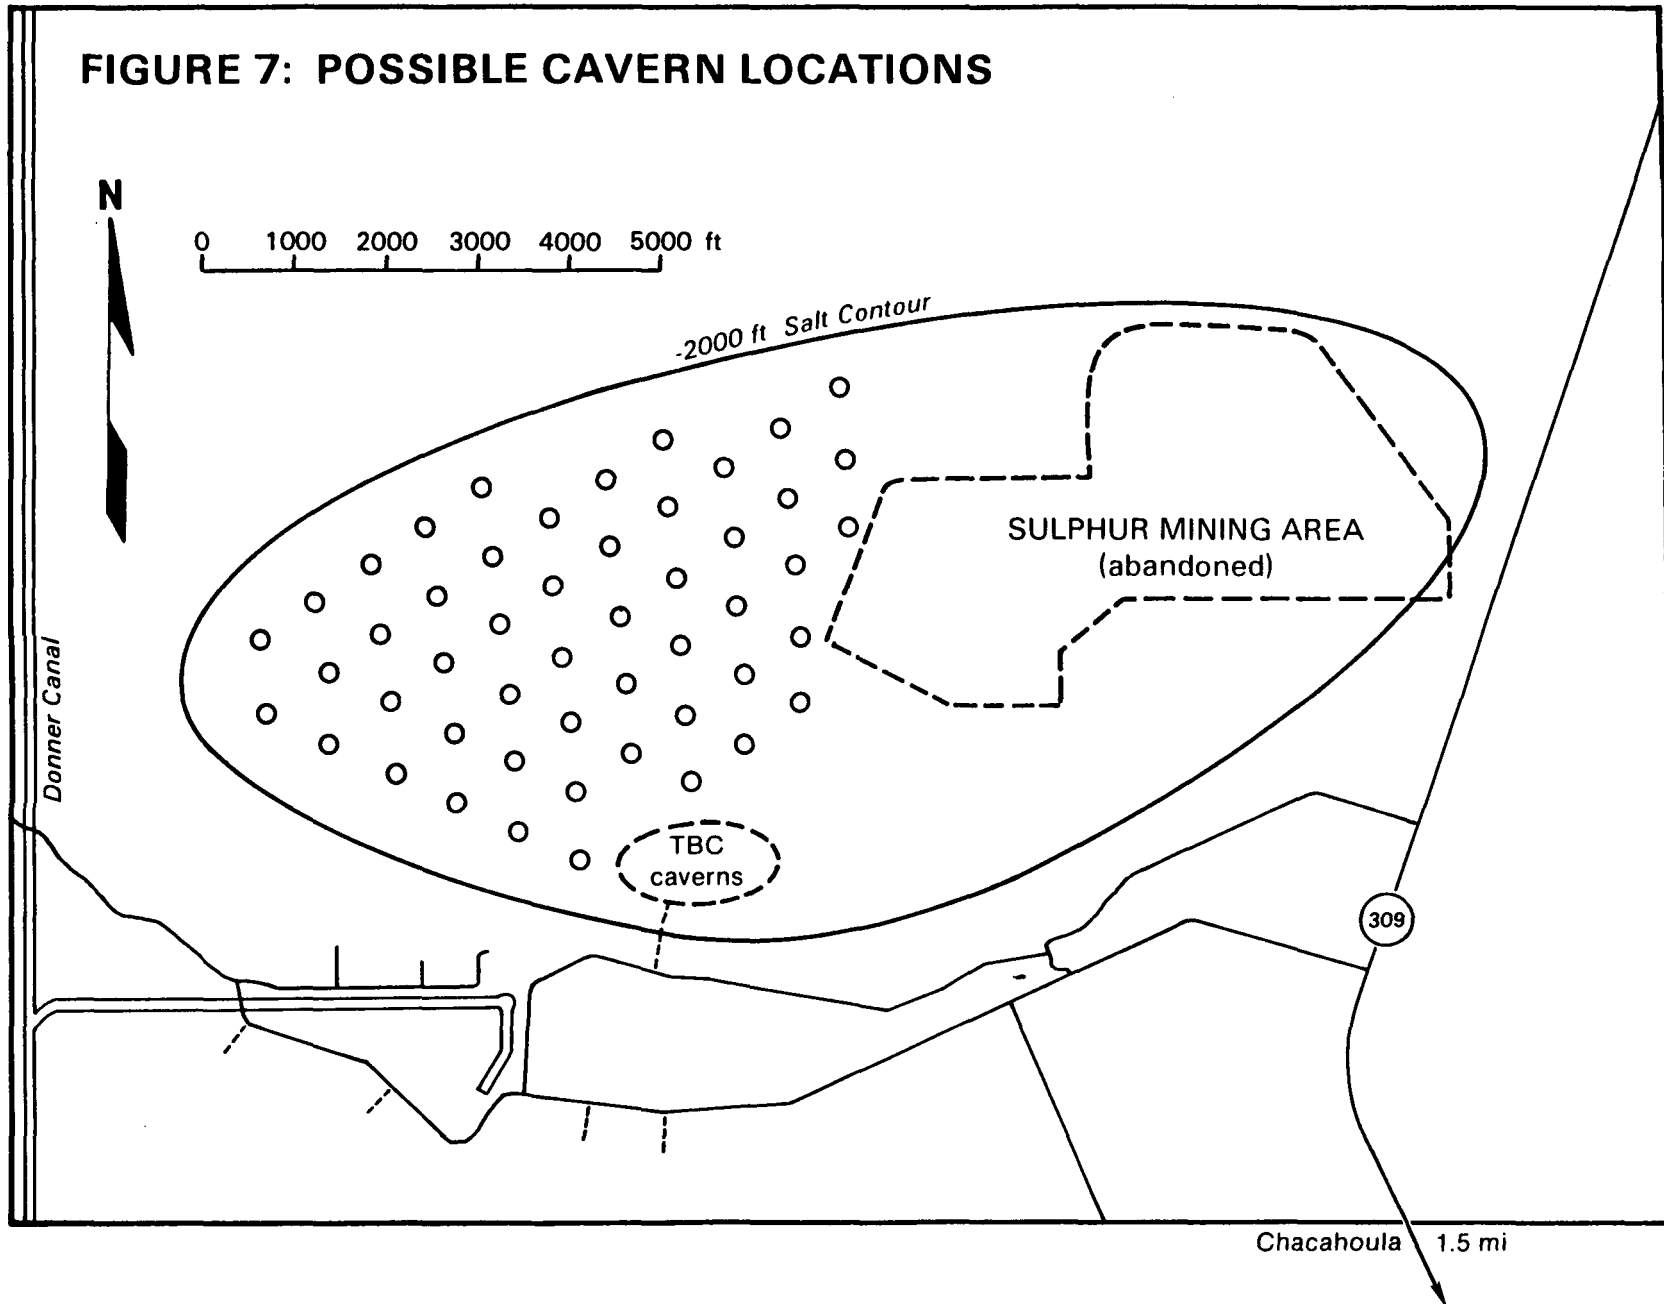 FIGURE 7: POSSIBLE CAVERN LOCATIONS
N
0 1000 2000 3000 4000 5000 ft
-2000 ft Salt Contour
SULPHUR MINING AREA
(abandoned)
Donner Canal
TBC
caverns
309
Chacahoula 1.5 mi